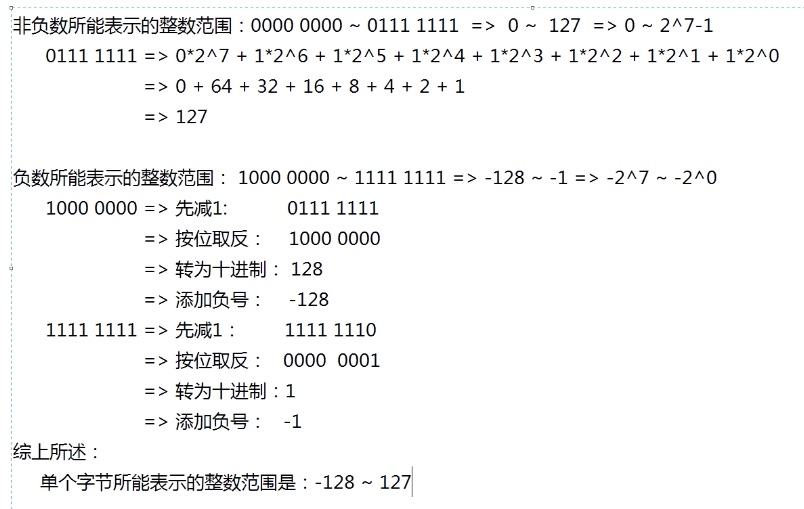 非负数所能表示的整数范围：0000 0000 ~ 0111 1111 => 0 ~ 127 => 0 ~ 2^7-1
0111 1111 => 0*2^7 + 1*2^6 + 1*2^5 + 1*2^4 + 1*2^3 + 1*2^2 + 1*2^1 + 1*2^0
=> 0 + 64 + 32 + 16 + 8 + 4 + 2 + 1
=> 127
负数所能表示的整数范围： 1000 0000 ~ 1111 1111 => -128 ~ -1 => -2^7 ~ -2^0
1000 0000 => 先减1: 0111 1111
=> 按位取反： 1000 0000
=> 转为十进制： 128
=> 添加负号： -128
1111 1111 => 先减1： 1111 1110
=> 按位取反： 0000 0001
=> 转为十进制：1
=> 添加负号： -1
综上所述：
单个字节所能表示的整数范围是：-128 ~ 127